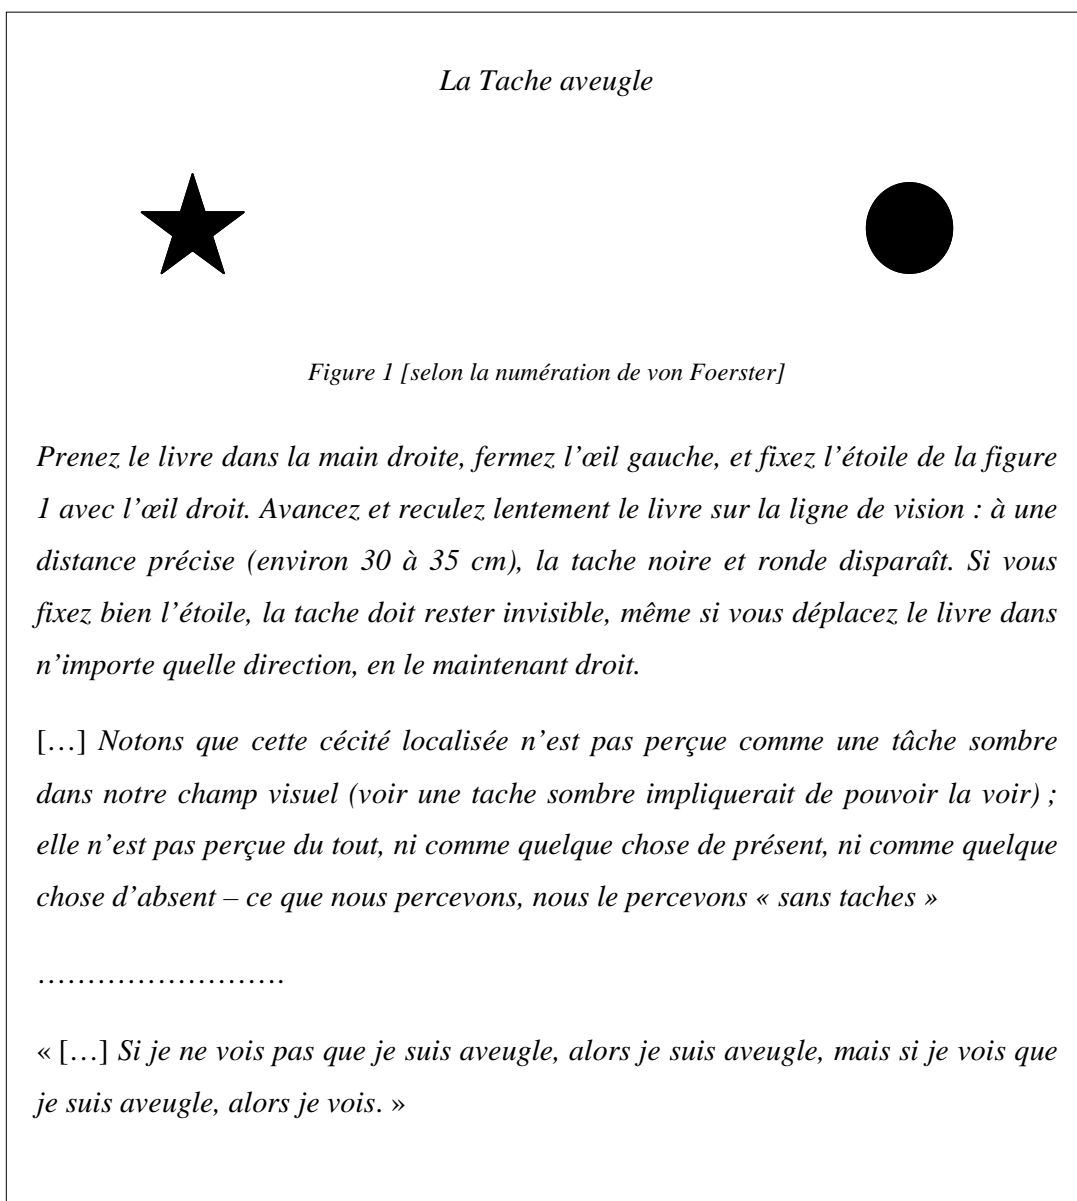 La Tache aveugle
Figure 1 [selon la numération de von Foerster]
Prenez le livre dans la main droite, fermez l’œil gauche, et fixez l’étoile de la figure
1 avec l’œil droit. Avancez et reculez lentement le livre sur la ligne de vision : à une
distance précise (environ 30 à 35 cm), la tache noire et ronde disparaît. Si vous
fixez bien l’étoile, la tache doit rester invisible, même si vous déplacez le livre dans
n’importe quelle direction, en le maintenant droit.
[…] Notons que cette cécité localisée n’est pas perçue comme une tâche sombre
dans notre champ visuel (voir une tache sombre impliquerait de pouvoir la voir) ;
elle n’est pas perçue du tout, ni comme quelque chose de présent, ni comme quelque
chose d’absent – ce que nous percevons, nous le percevons « sans taches »
…………………….
« […] Si je ne vois pas que je suis aveugle, alors je suis aveugle, mais si je vois que
je suis aveugle, alors je vois. »